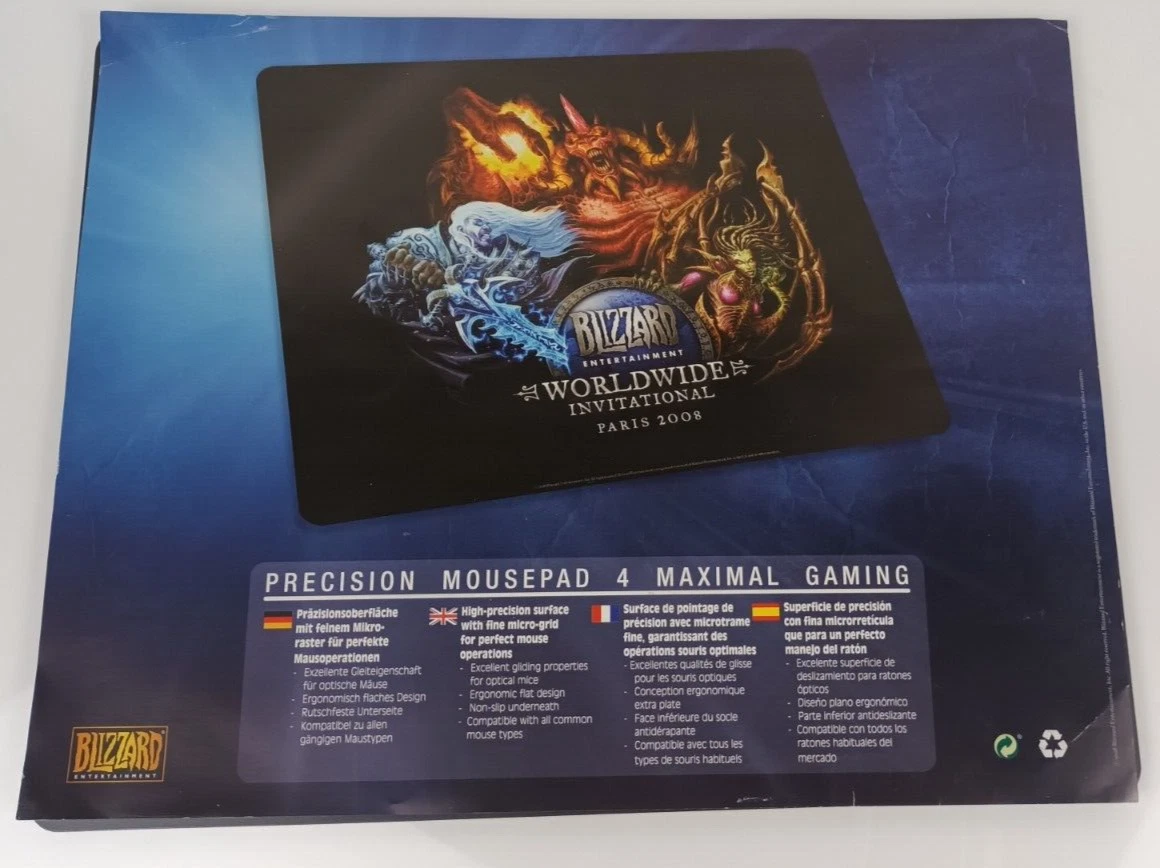 BLIZZARD
ENTERTAINMENT
WORLDWIDE
INVITATIONAL
PARIS 2008
PRECISION MOUSEPAD 4 MAXIMAL GAMING
Präzisionsoberfläche
mit feinem Mikro-
raster für perfekte
Mausoperationen
- Exzellente Gleiteigenschaft
für optische Mäuse
- Ergonomisch flaches Design
- Rutschfeste Unterseite
- Kompatibel zu allen
gängigen Maustypen
High-precision surface
with fine micro-grid
for perfect mouse
operations
- Excellent gliding properties
for optical mice
- Ergonomic flat design
- Non-slip underneath
- Compatible with all common
mouse types
Surface de pointage de
précision avec microtrame
fine, garantissant des
opérations souris optimales
- Excellentes qualités de glisse
pour les souris optiques
- Conception ergonomique
extra plate
- Face inférieure du socle
antidérapante
- Compatible avec tous les
types de souris habituels
Superficie de precisión
con fina microrretícula
que para un perfecto
manejo del ratón
- Excelente superficie de
deslizamiento para ratones
ópticos
- Diseño plano ergonómico
- Parte inferior antideslizante
- Compatible con todos los
ratones habituales del
mercado
BLIZZARD
ENTERTAINMENT